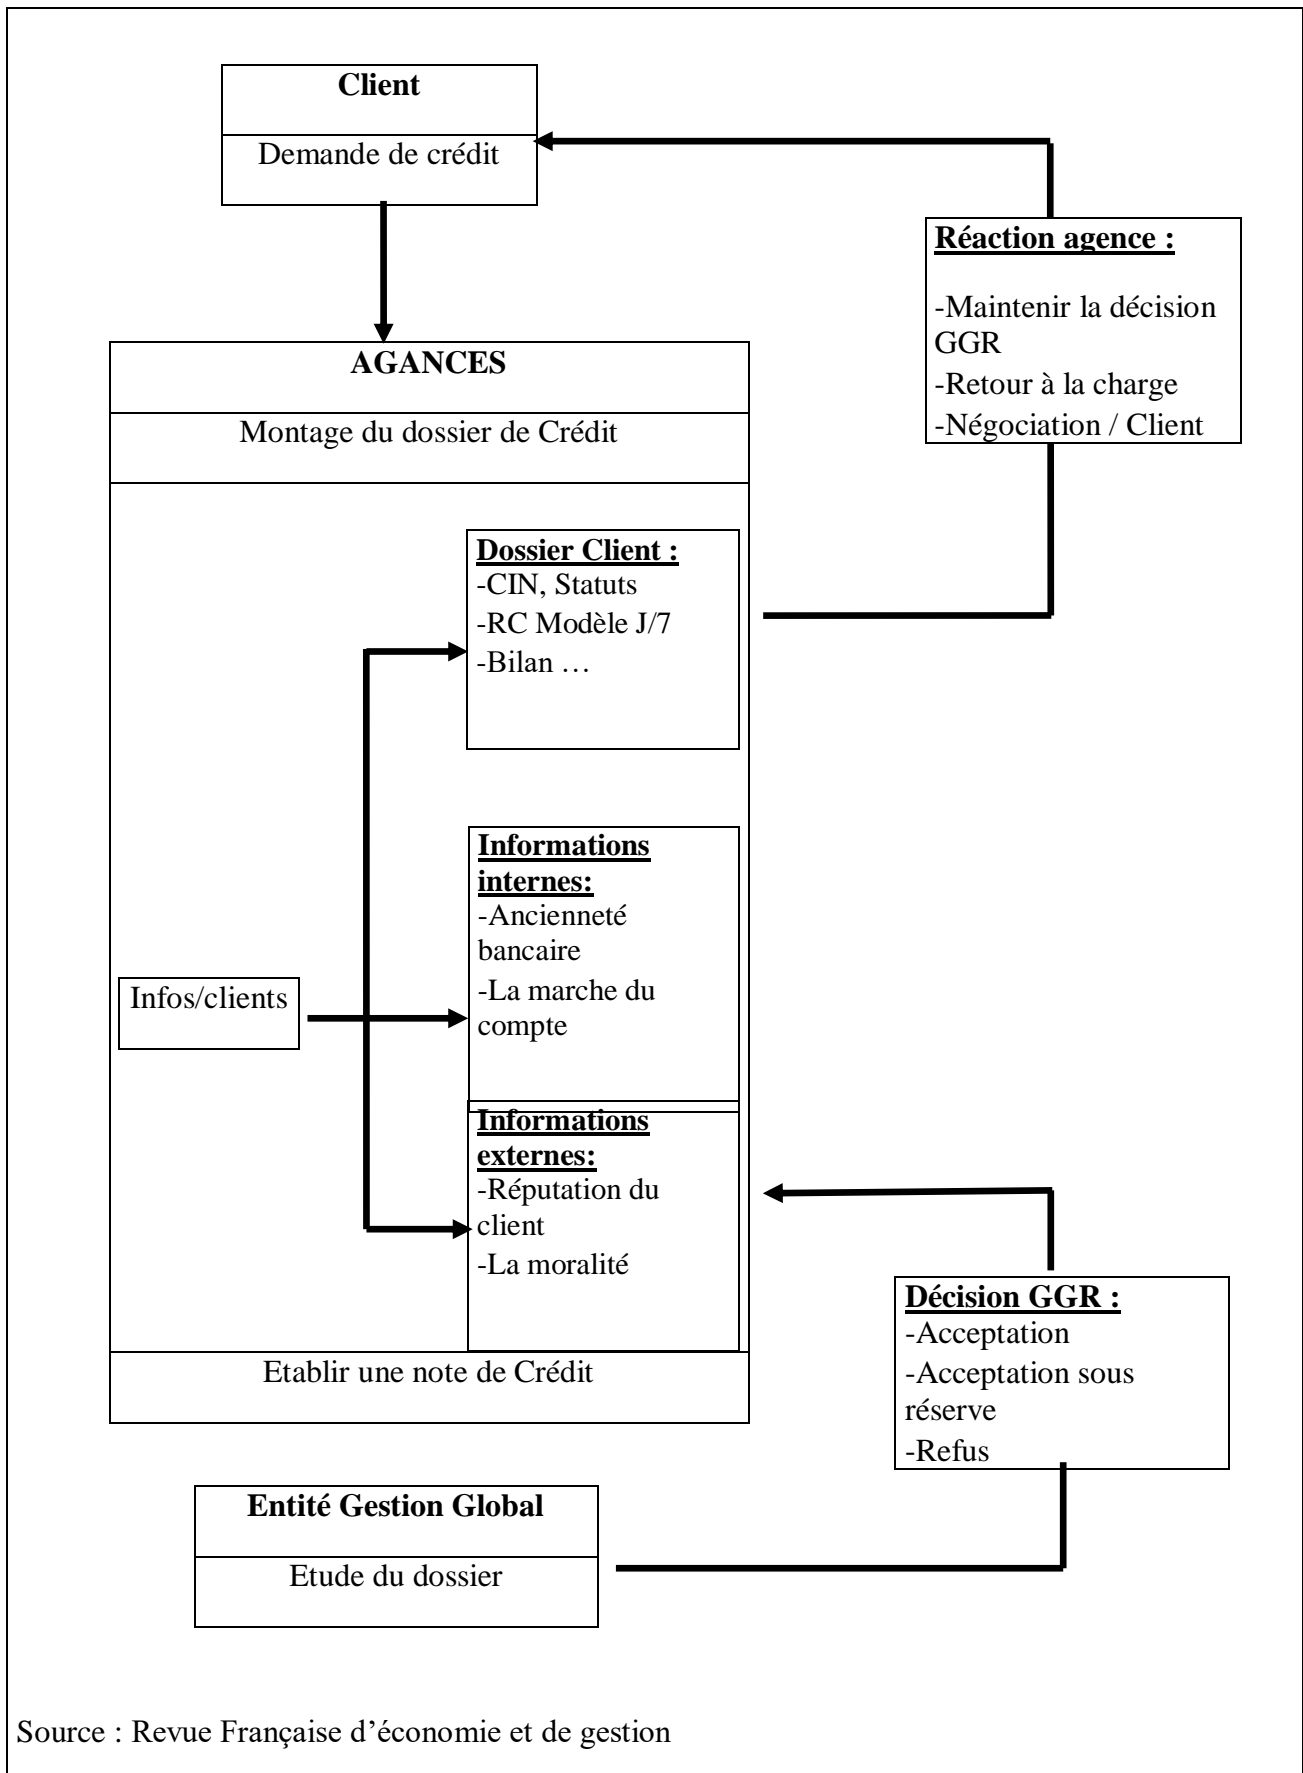 Client
Demande de crédit
Réaction agence :
-Maintenir la décision
GGR
-Retour à la charge
-Négociation / Client
AGANCES
Montage du dossier de Crédit
Dossier Client :
-CIN, Statuts
-RC Modèle J/7
-Bilan …
Informations
internes:
-Ancienneté
bancaire
-La marche du
compte
Infos/clients
Informations
externes:
-Réputation du
client
-La moralité
Etablir une note de Crédit
Décision GGR :
-Acceptation
-Acceptation sous
réserve
-Refus
Entité Gestion Global
Etude du dossier
Source : Revue Française d’économie et de gestion